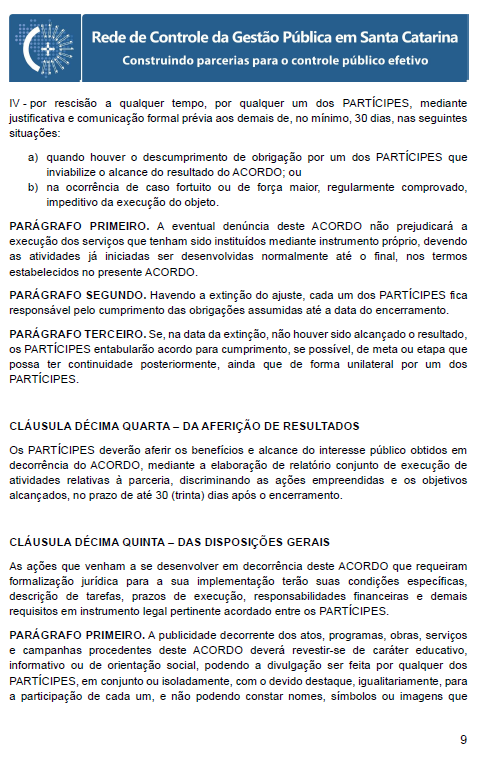 Rede de Controle da Gestão Pública em Santa Catarina
Construindo parcerias para o controle público efetivo
IV - por rescisão a qualquer tempo, por qualquer um dos PARTÍCIPES, mediante
justificativa e comunicação formal prévia aos demais de, no mínimo, 30 dias, nas seguintes
situações:
a) quando houver o descumprimento de obrigação por um dos PARTÍCIPES que
inviabilize o alcance do resultado do ACORDO; ou
b) na ocorrência de caso fortuito ou de força maior, regularmente comprovado,
impeditivo da execução do objeto.
PARÁGRAFO PRIMEIRO. A eventual denúncia deste ACORDO não prejudicará a
execução dos serviços que tenham sido instituídos mediante instrumento próprio, devendo
as atividades já iniciadas ser desenvolvidas normalmente até o final, nos termos
estabelecidos no presente ACORDO.
PARÁGRAFO SEGUNDO. Havendo a extinção do ajuste, cada um dos PARTÍCIPES fica
responsável pelo cumprimento das obrigações assumidas até a data do encerramento.
PARÁGRAFO TERCEIRO. Se, na data da extinção, não houver sido alcançado o resultado,
os PARTÍCIPES entabularão acordo para cumprimento, se possível, de meta ou etapa que
possa ter continuidade posteriormente, ainda que de forma unilateral por um dos
PARTÍCIPES.
CLÁUSULA DÉCIMA QUARTA – DA AFERIÇÃO DE RESULTADOS
Os PARTÍCIPES deverão aferir os benefícios e alcance do interesse público obtidos em
decorrência do ACORDO, mediante a elaboração de relatório conjunto de execução de
atividades relativas à parceria, discriminando as ações empreendidas e os objetivos
alcançados, no prazo de até 30 (trinta) dias após o encerramento.
CLÁUSULA DÉCIMA QUINTA – DAS DISPOSIÇÕES GERAIS
As ações que venham a se desenvolver em decorrência deste ACORDO que requeiram
formalização jurídica para a sua implementação terão suas condições específicas,
descrição de tarefas, prazos de execução, responsabilidades financeiras e demais
requisitos em instrumento legal pertinente acordado entre os PARTÍCIPES.
PARÁGRAFO PRIMEIRO. A publicidade decorrente dos atos, programas, obras, serviços
e campanhas procedentes deste ACORDO deverá revestir-se de caráter educativo,
informativo ou de orientação social, podendo a divulgação ser feita por qualquer dos
PARTÍCIPES, em conjunto ou isoladamente, com o devido destaque, igualitariamente, para
a participação de cada um, e não podendo constar nomes, símbolos ou imagens que
9